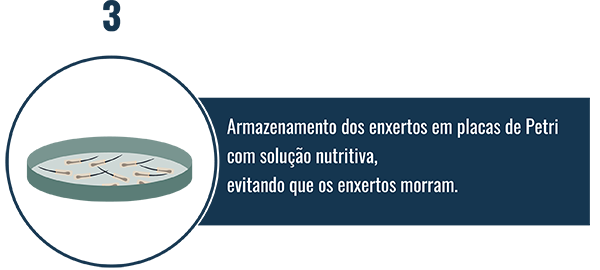 3
Armazenamento dos enxertos em placas de Petri
com solução nutritiva,
evitando que os enxertos morram.